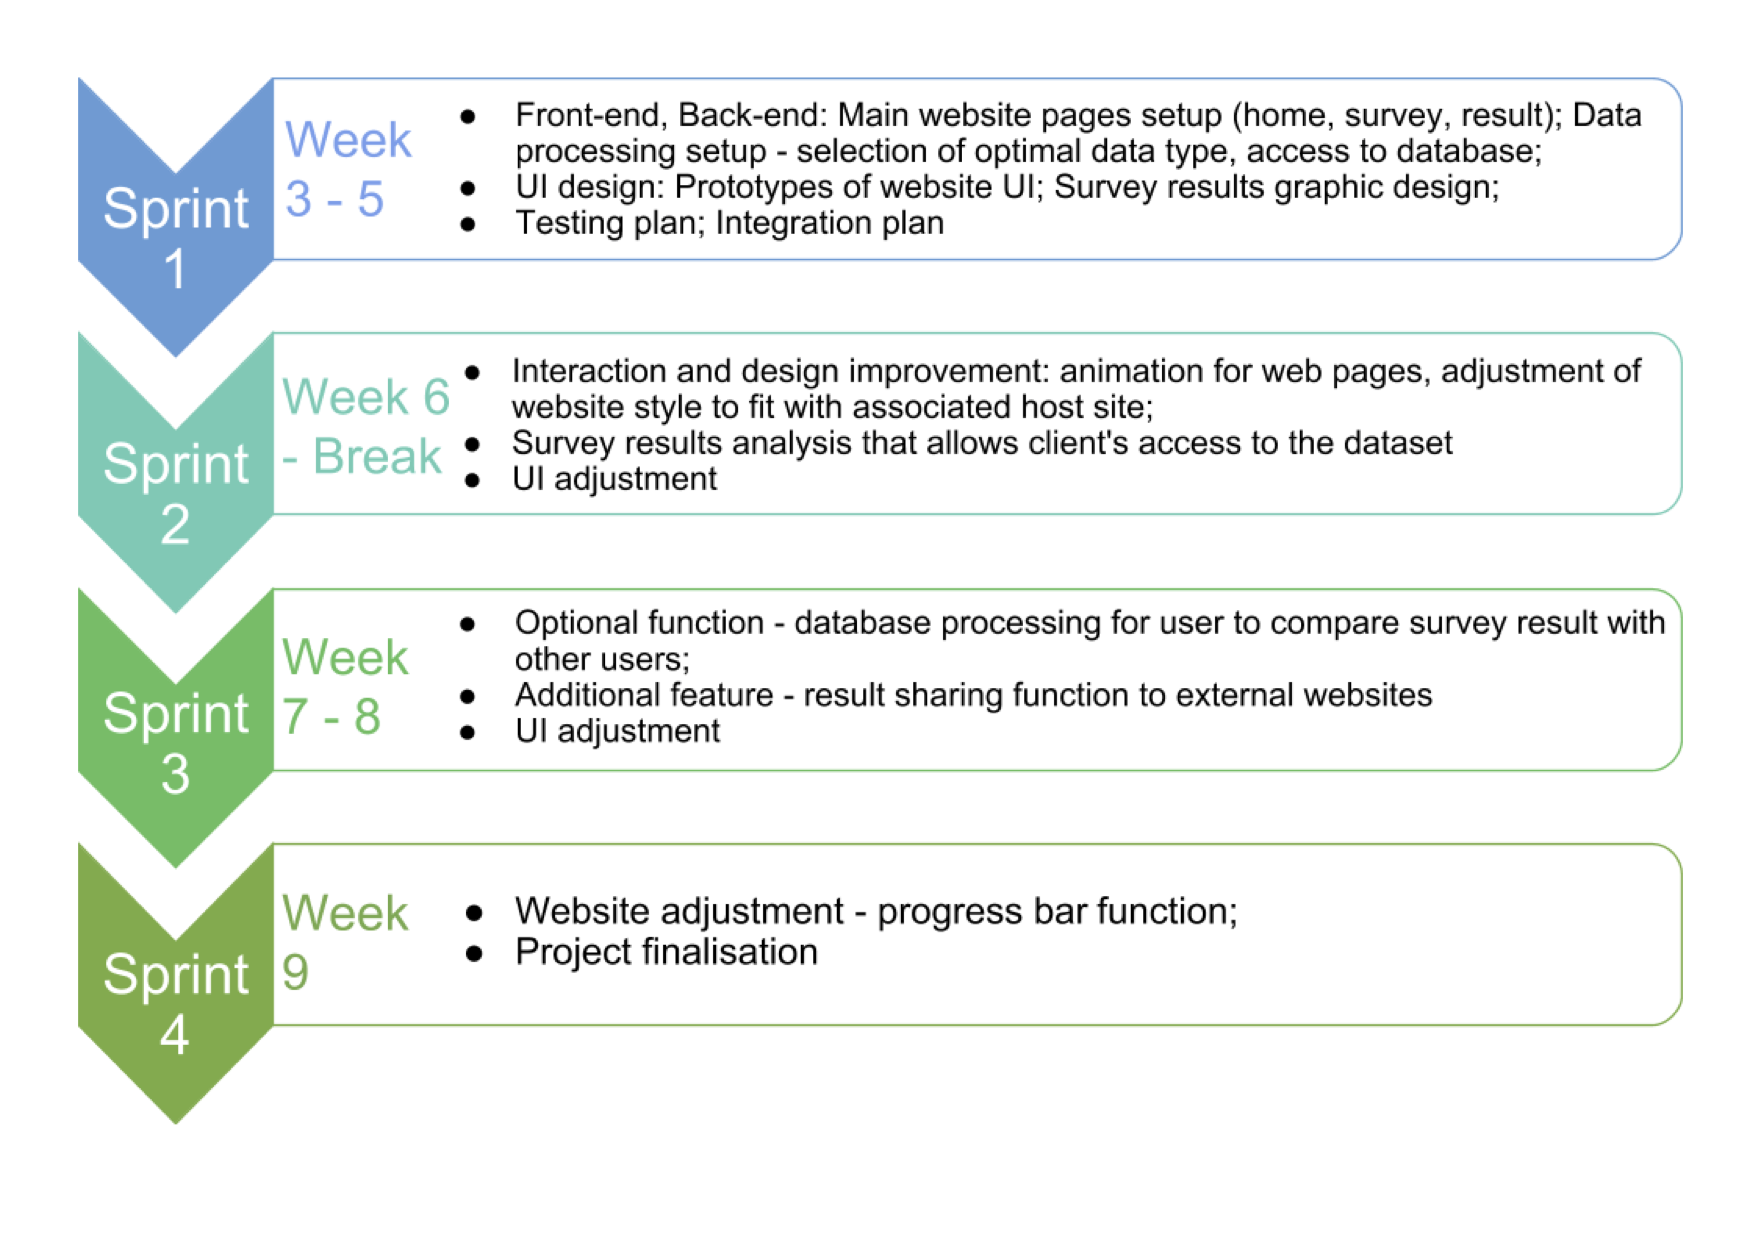 Sprint
1
Week
3 - 5
● Front-end, Back-end: Main website pages setup (home, survey, result); Data
processing setup - selection of optimal data type, access to database;
● UI design: Prototypes of website UI; Survey results graphic design;
● Testing plan; Integration plan
Sprint
2
Week 6
- Break
● Interaction and design improvement: animation for web pages, adjustment of
website style to fit with associated host site;
● Survey results analysis that allows client's access to the dataset
● UI adjustment
Sprint
3
Week
7 - 8
● Optional function - database processing for user to compare survey result with
other users;
● Additional feature - result sharing function to external websites
● UI adjustment
Sprint
4
Week
9
● Website adjustment - progress bar function;
● Project finalisation